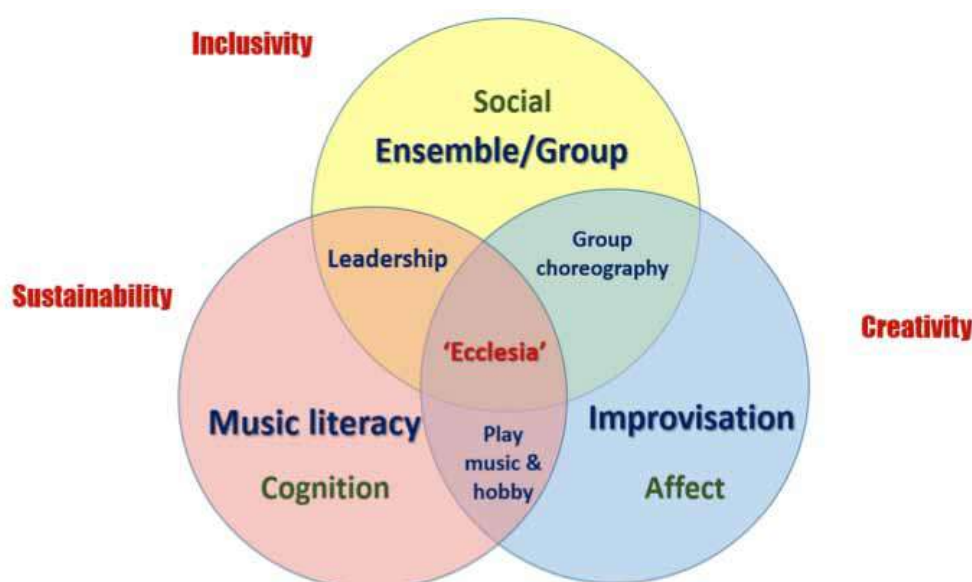 Inclusivity
Social
Ensemble/Group
Leadership
Group
choreography
Sustainability
Creativity
‘Ecclesia’
Music literacy
Improvisation
Play
music &
hobby
Cognition
Affect